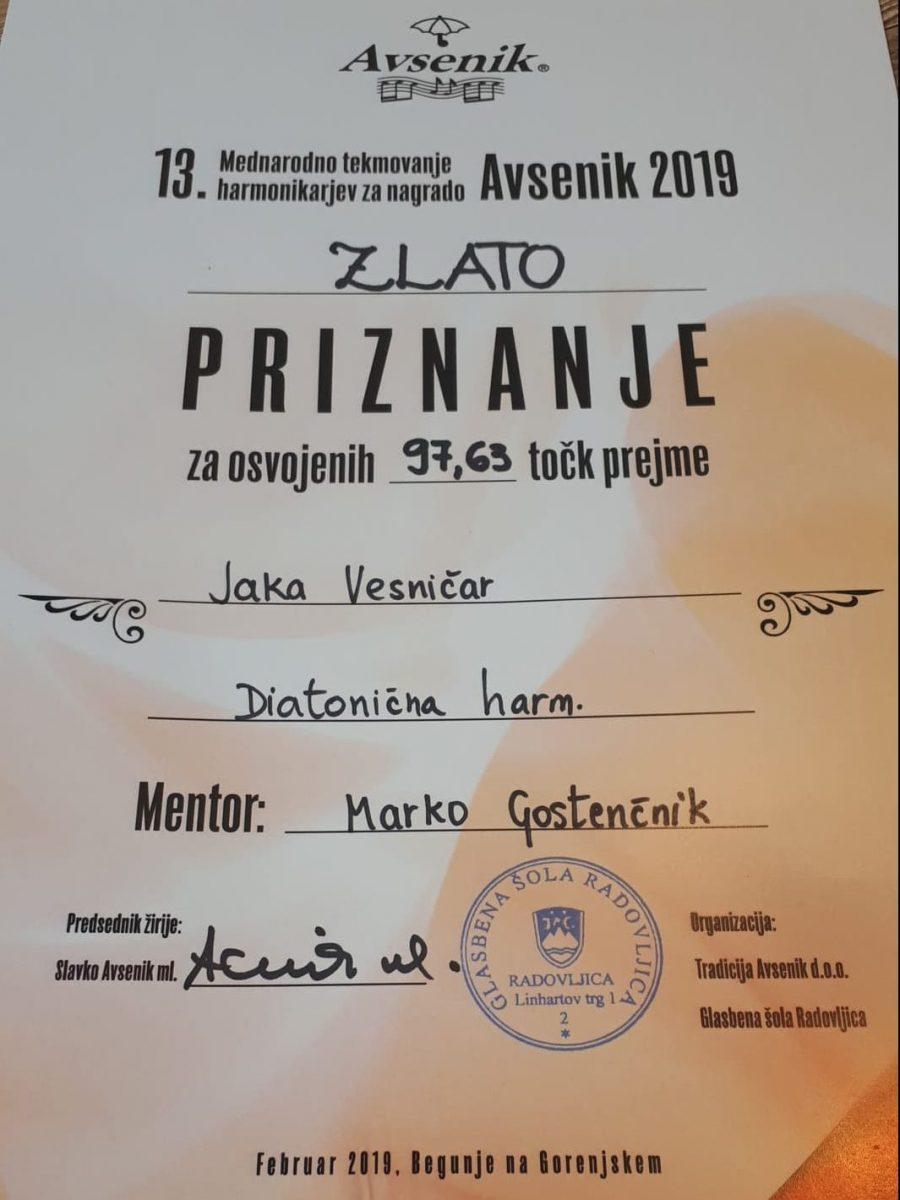 Avsenik®
13. Mednarodno tekmovanje
harmonikarjev za nagrado Avsenik 2019
ZLATO
PRIZNANJE
za osvojenih 97,63 točk prejme
Jaka Vesničar
Diatonična harm.
Mentor: Marko Gostenčnik
Predsednik žirije:
Slavko Avsenik ml.
GLASBENA ŠOLA RADOVLJICA
RADOVLJICA
Linhartov trg 1
2
*
Organizacija:
Tradicija Avsenik d.o.o.
Glasbena šola Radovljica
Februar 2019, Begunje na Gorenjskem